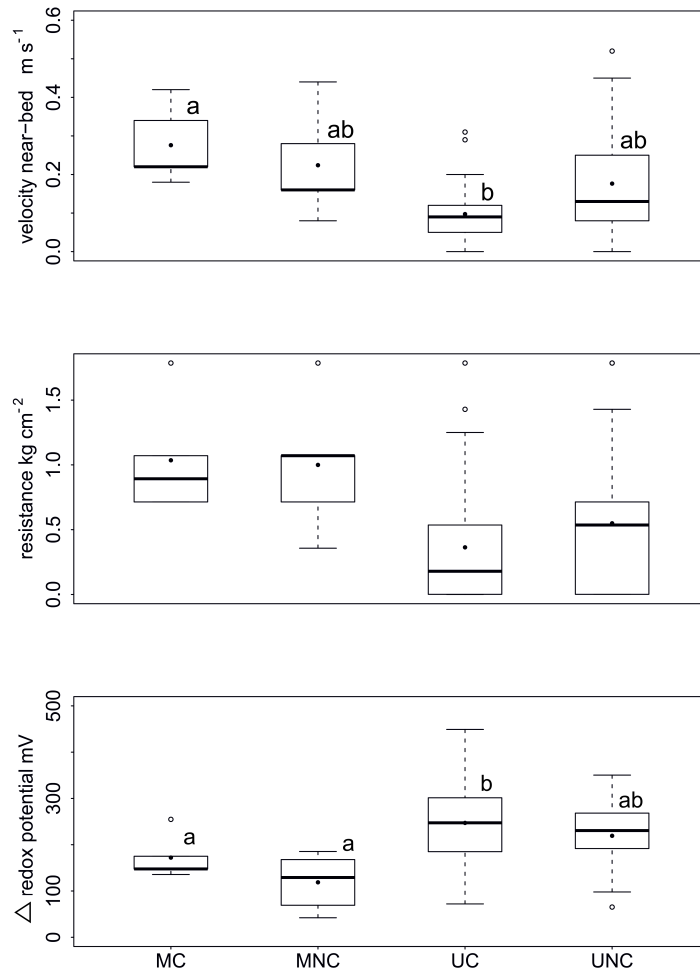 velocity near–bed m s⁻¹
0.6
0.4
0.2
0.0
a
ab
b
ab
resistance kg cm⁻²
1.5
1.0
0.5
0.0
△ redox potential mV
500
300
100
0
a
a
b
ab
MC MNC UC UNC